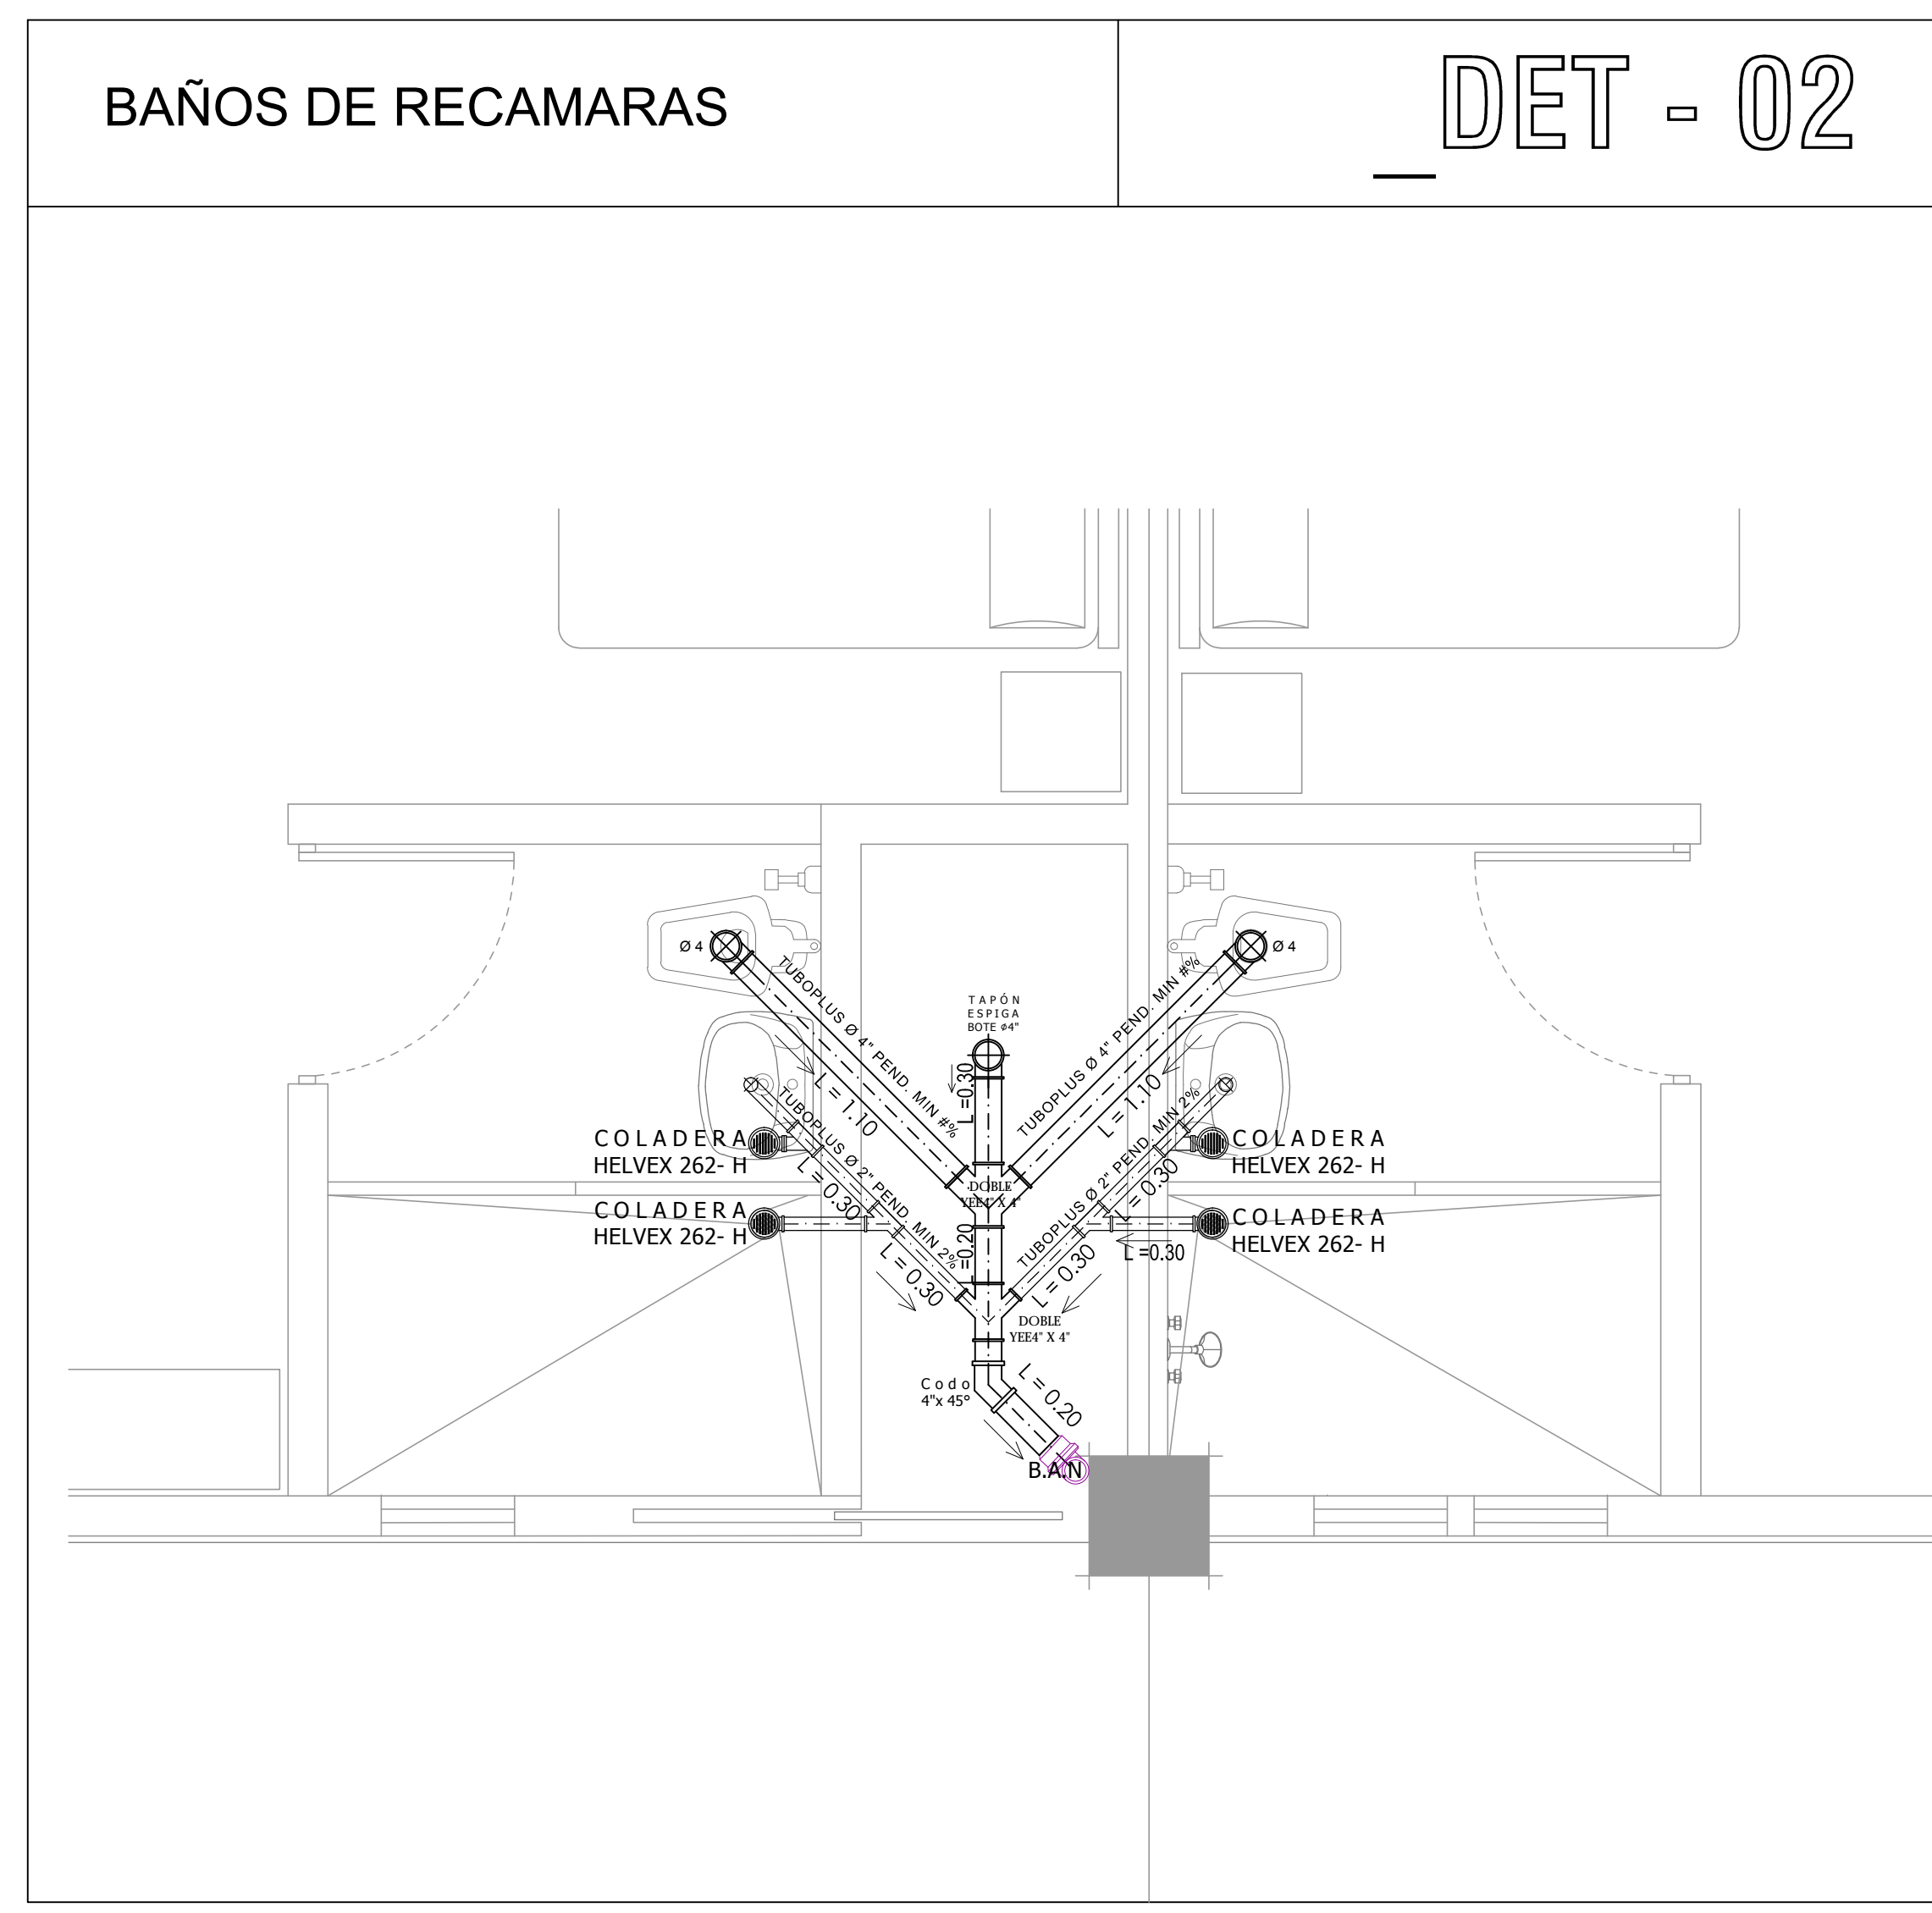 BAÑOS DE RECAMARAS
DET - 02
Ø 4
Ø 4
TUBOPLUS Ø 4" PEND. MIN #%
L = 1.10
TAPÓN
ESPIGA
BOTE ø4"
L =0.30
TUBOPLUS Ø 4" PEND. MIN #%
L = 1.10
COLADERA
HELVEX 262- H
COLADERA
HELVEX 262- H
TUBOPLUS Ø 2" PEND. MIN 2%
L = 0.30
L = 0.30
DOBLE
YEE4" X 4"
L =0.20
TUBOPLUS Ø 2" PEND. MIN 2%
L = 0.30
L = 0.30
COLADERA
HELVEX 262- H
COLADERA
HELVEX 262- H
L =0.30
DOBLE
YEE4" X 4"
Codo
4"x 45°
L = 0.20
B.A.N